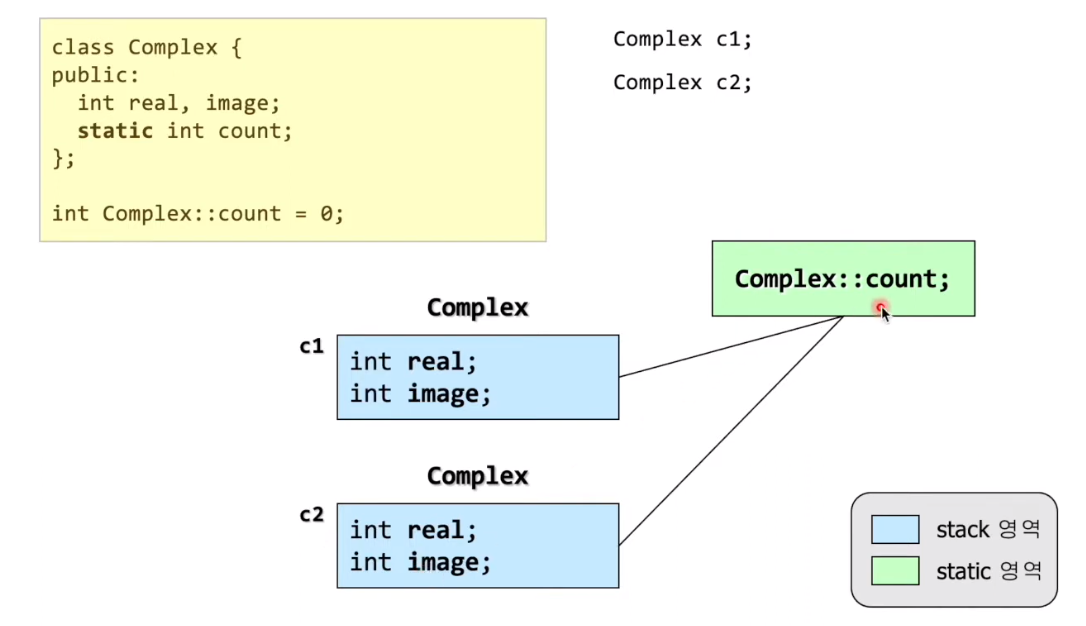 class Complex {
public:
  int real, image;
  static int count;
};
int Complex::count = 0;
Complex c1;
Complex c2;
Complex::count;
Complex
c1
int real;
int image;
Complex
c2
int real;
int image;
stack 영역
static 영역